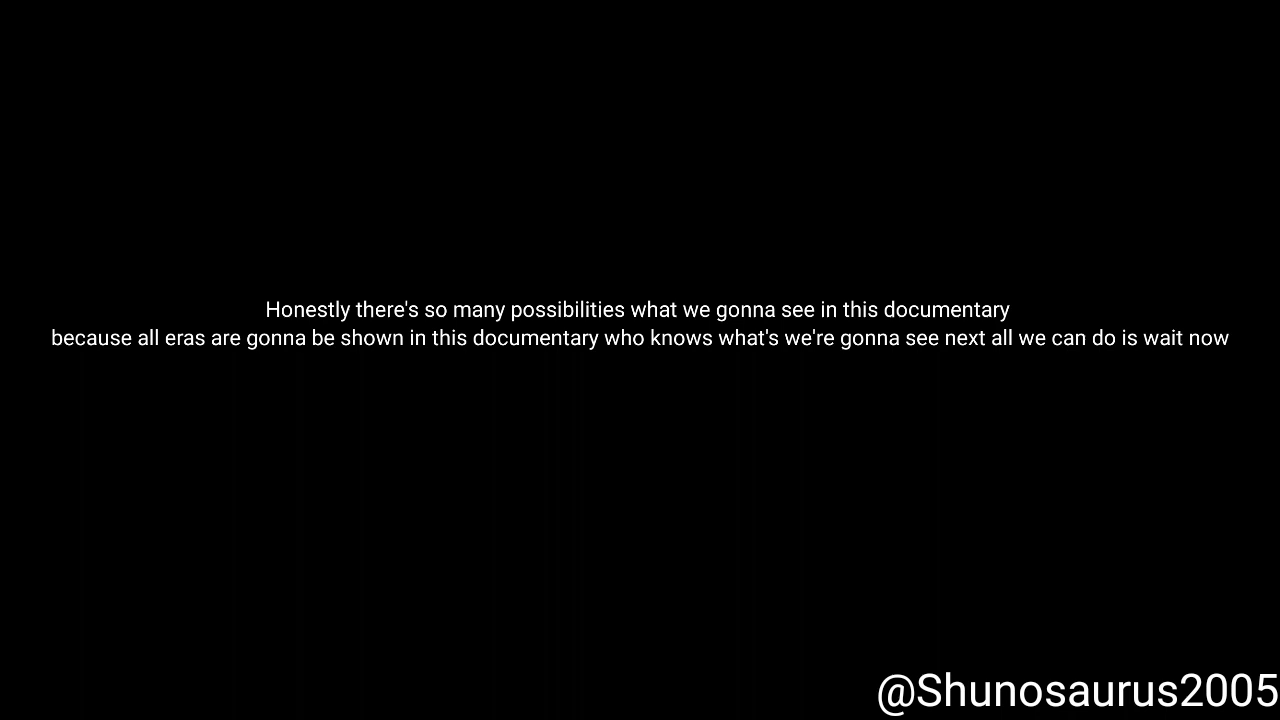 Honestly there's so many possibilities what we gonna see in this documentary
because all eras are gonna be shown in this documentary who knows what's we're gonna see next all we can do is wait now
@Shunosaurus2005